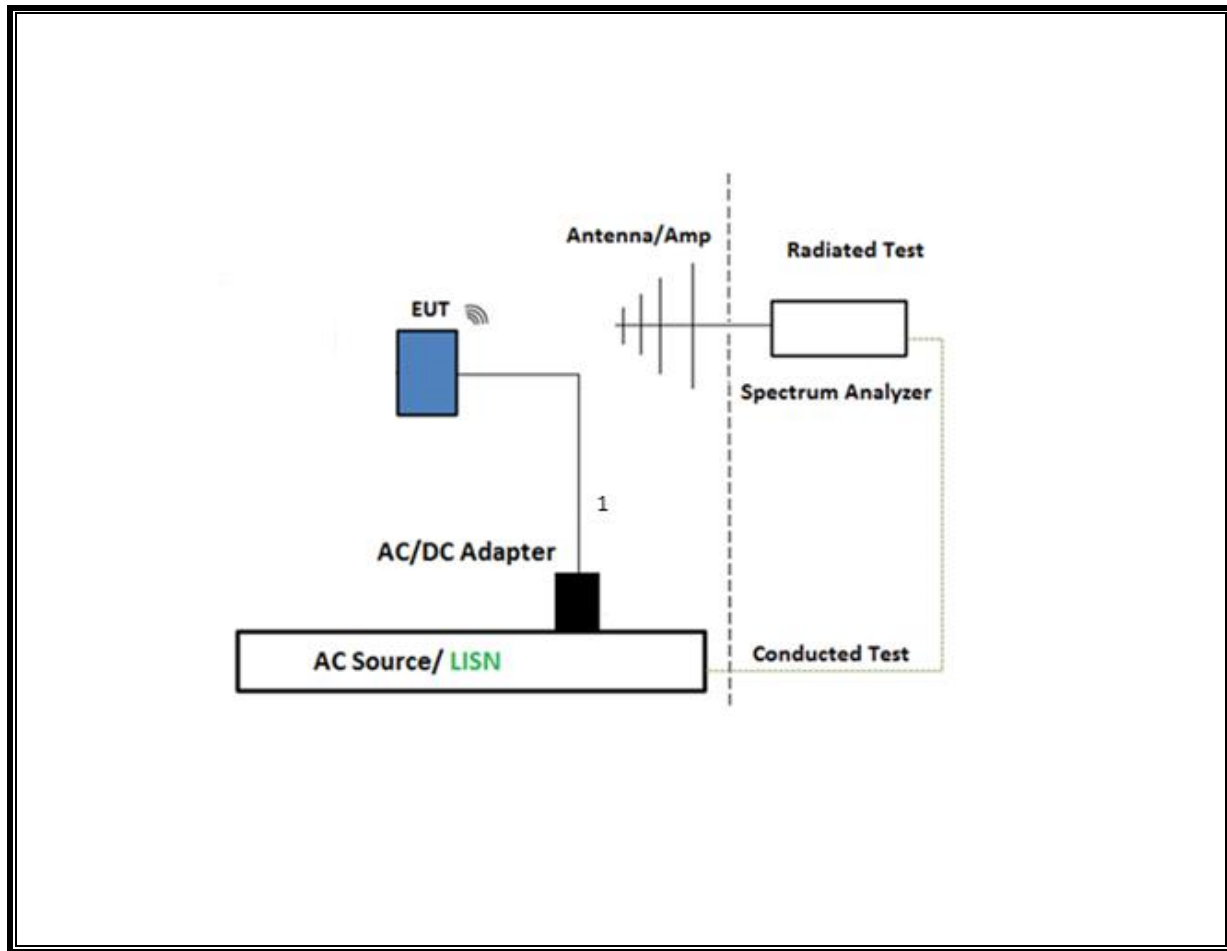 Antenna/Amp
Radiated Test
EUT
Spectrum Analyzer
1
AC/DC Adapter
AC Source/ LISN
Conducted Test